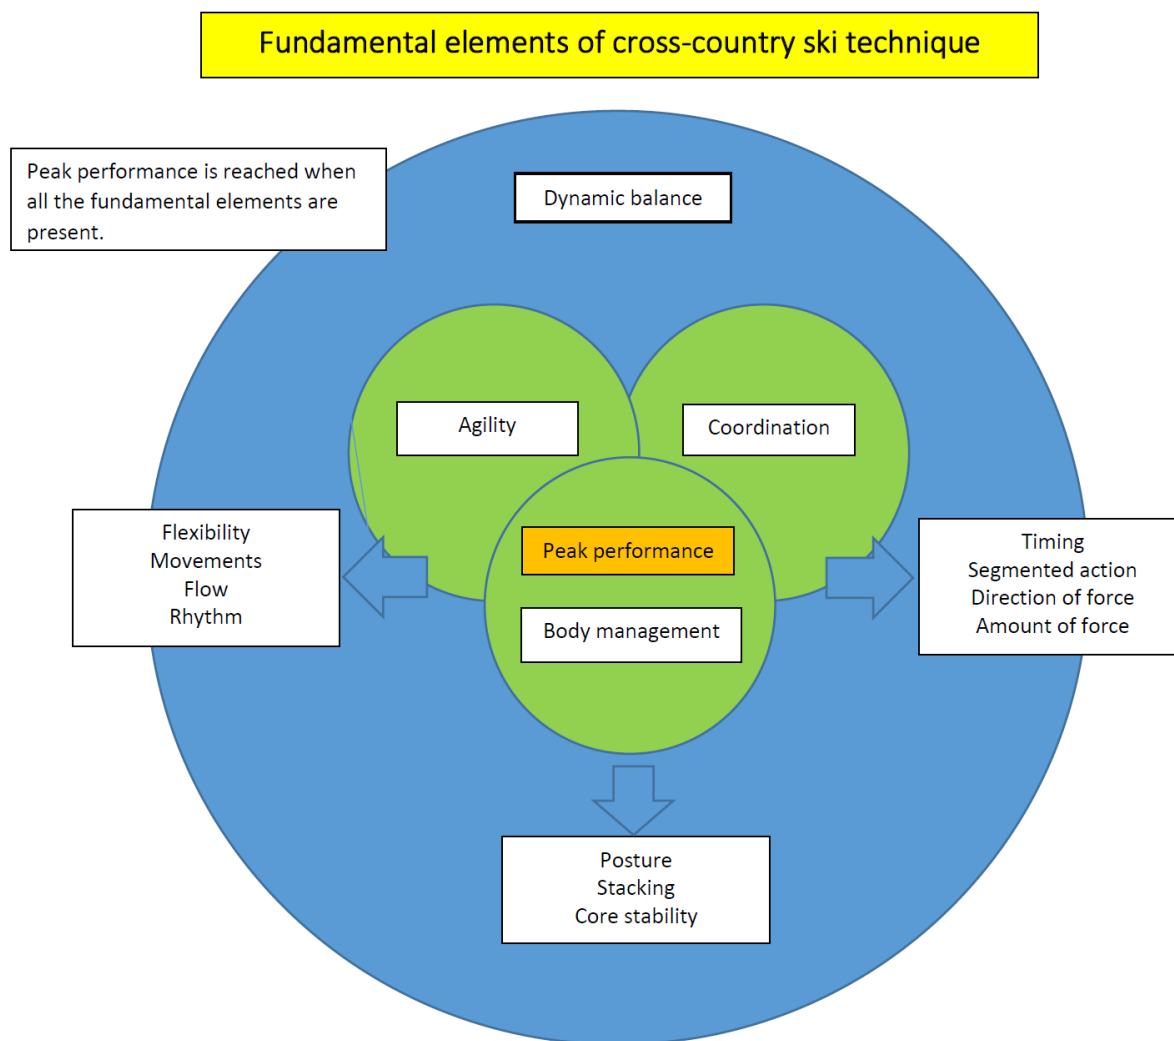 Fundamental elements of cross-country ski technique
Peak performance is reached when
all the fundamental elements are
present.
Dynamic balance
Agility
Coordination
Flexibility
Movements
Flow
Rhythm
Peak performance
Body management
Timing
Segmented action
Direction of force
Amount of force
Posture
Stacking
Core stability